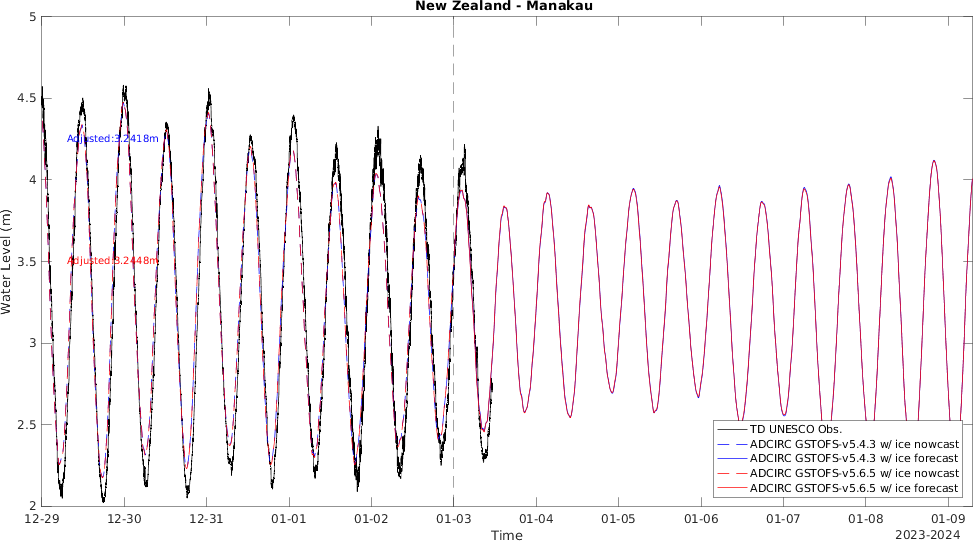 New Zealand - Manakau
Water Level (m)
5
4.5
4
3.5
3
2.5
2
Adjusted:3.2418m
Adjusted:3.2448m
TD UNESCO Obs.
ADCIRC GSTOFS-v5.4.3 w/ ice nowcast
ADCIRC GSTOFS-v5.4.3 w/ ice forecast
ADCIRC GSTOFS-v5.6.5 w/ ice nowcast
ADCIRC GSTOFS-v5.6.5 w/ ice forecast
12-29 12-30 12-31 01-01 01-02 01-03 01-04 01-05 01-06 01-07 01-08 01-09
Time
2023-2024